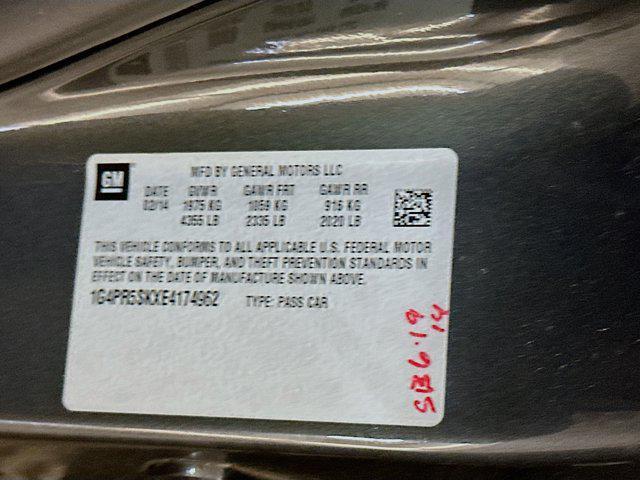 GM
MFD BY GENERAL MOTORS LLC
DATE GVWR GAWR FRT GAWR RR
02/14 1975 KG 1059 KG 916 KG
4355 LB 2335 LB 2020 LB
THIS VEHICLE CONFORMS TO ALL APPLICABLE U.S. FEDERAL MOTOR
VEHICLE SAFETY, BUMPER, AND THEFT PREVENTION STANDARDS IN
EFFECT ON THE DATE OF MANUFACTURE SHOWN ABOVE.
1G4PR5SKXE4174962 TYPE: PASS CAR